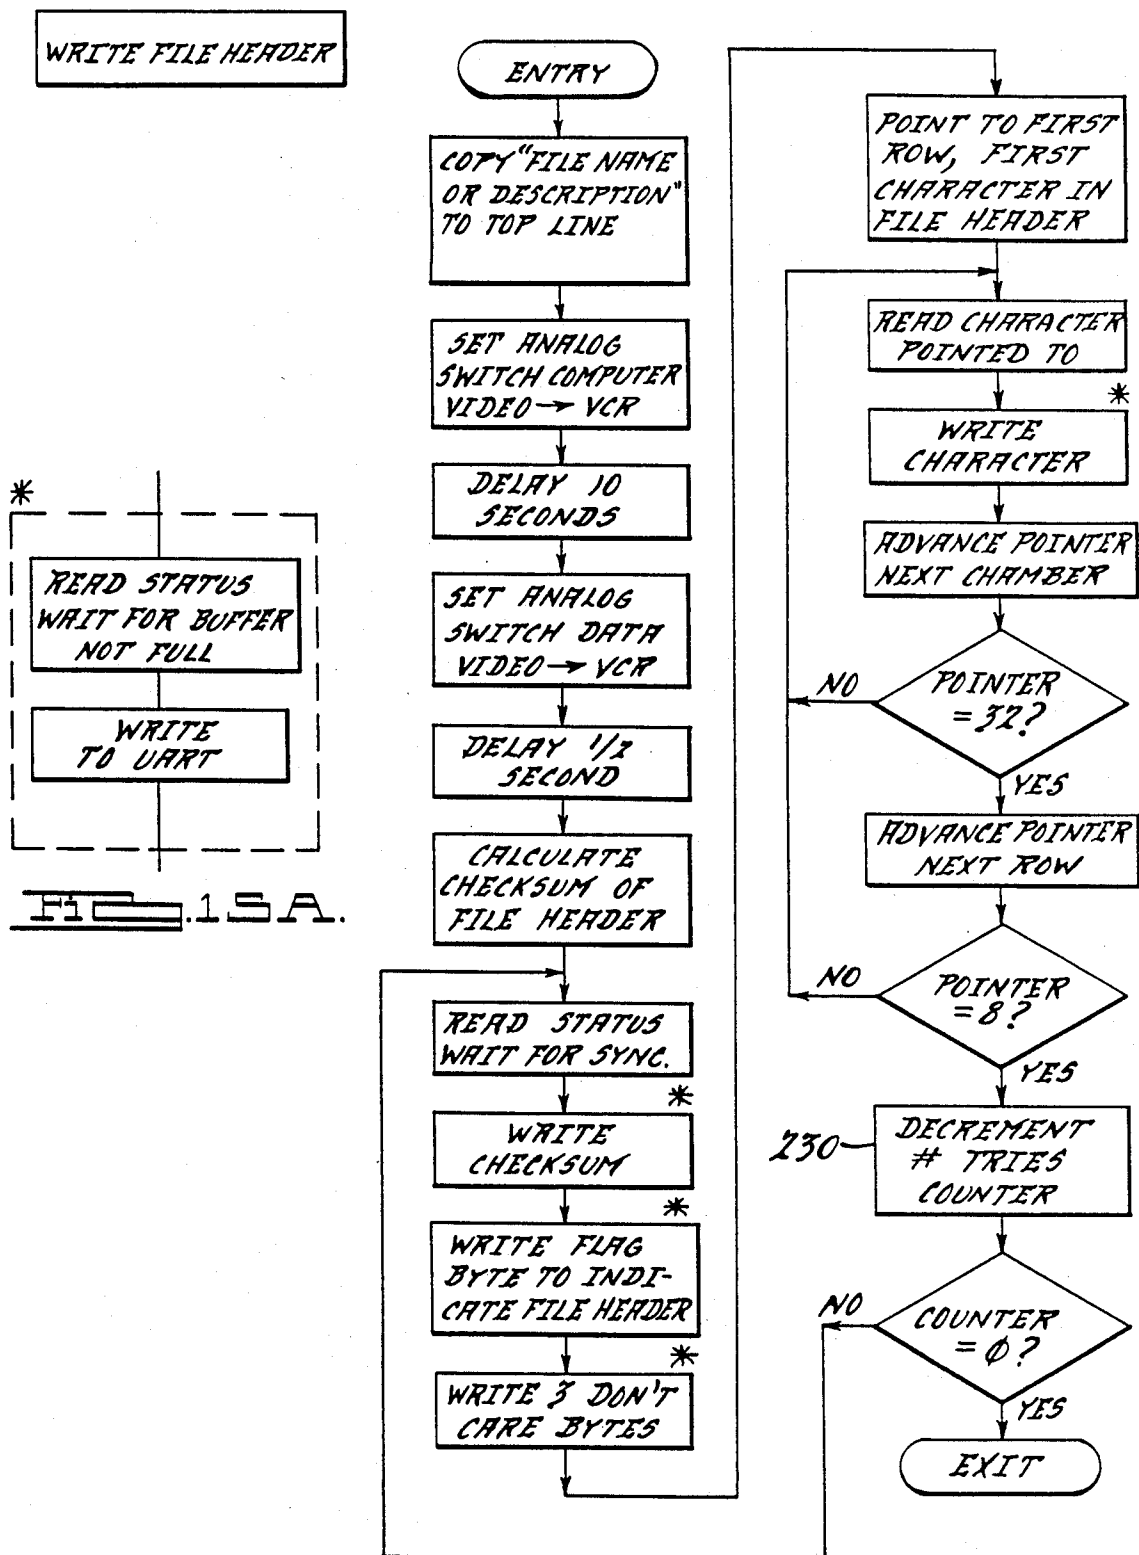 WRITE FILE HEADER
ENTRY
COPY "FILE NAME
OR DESCRIPTION"
TO TOP LINE
SET ANALOG
SWITCH COMPUTER
VIDEO → VCR
DELAY 10
SECONDS
SET ANALOG
SWITCH DATA
VIDEO → VCR
DELAY 1/2
SECOND
CALCULATE
CHECKSUM OF
FILE HEADER
READ STATUS
WAIT FOR SYNC.
*
WRITE
CHECKSUM
*
WRITE FLAG
BYTE TO INDI-
CATE FILE HEADER
*
WRITE 3 DON'T
CARE BYTES
POINT TO FIRST
ROW, FIRST
CHARACTER IN
FILE HEADER
READ CHARACTER
POINTED TO
*
WRITE
CHARACTER
ADVANCE POINTER
NEXT CHAMBER
POINTER
= 32?
NO
YES
ADVANCE POINTER
NEXT ROW
POINTER
= 8?
NO
YES
230
DECREMENT
# TRIES
COUNTER
COUNTER
= Ø?
NO
YES
EXIT
*
READ STATUS
WAIT FOR BUFFER
NOT FULL
WRITE
TO UART
FIG. 15A.